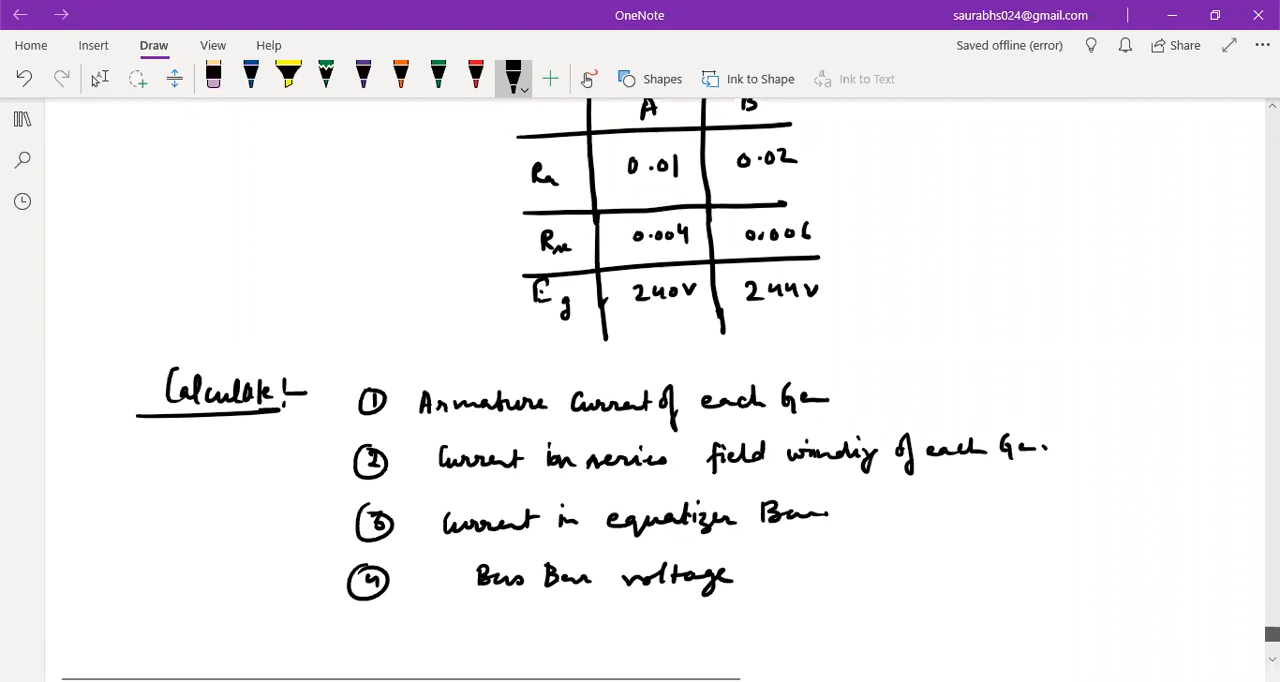 OneNote
saurabhs024@gmail.com
Home Insert Draw View Help
Saved offline (error) Share
Shapes Ink to Shape Ink to Text
A B
Ra 0.01 0.02
Rse 0.004 0.006
Eg 240V 244V
Calculate :-
① Armature Current of each Gen
② Current in series field winding of each Gen.
③ Current in equalizer Bar
④ Bus Bar voltage